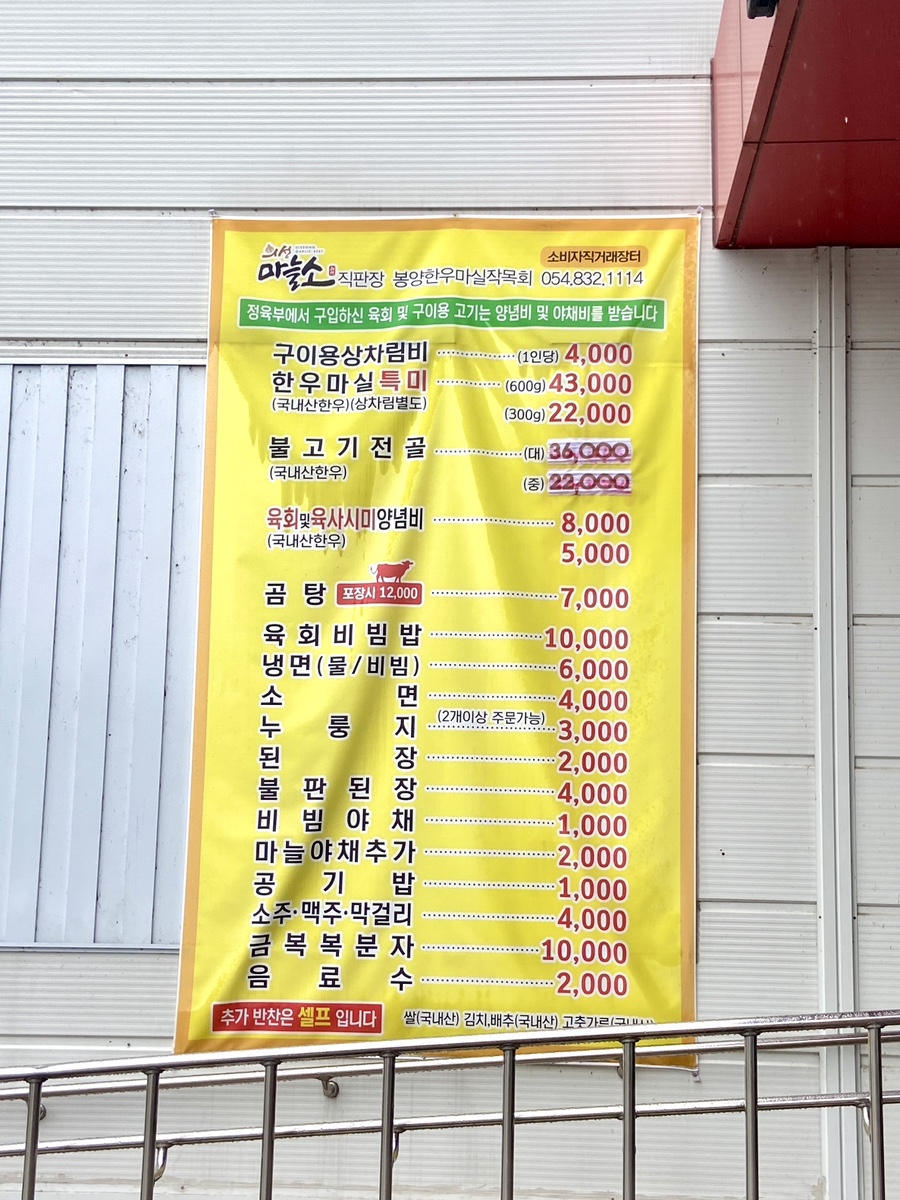 의성
마늘소 직판장 봉양한우마실작목회 소비자직거래장터 054.832.1114
정육부에서 구입하신 육회 및 구이용 고기는 양념비 및 야채비를 받습니다
구이용상차림비 (1인당) 4,000
한우마실특미 (600g) 43,000
(국내산한우)(상차림별도) (300g) 22,000
불고기전골 (대) 36,000
(국내산한우)
(중) 22,000
육회및육사시미양념비 8,000
(국내산한우) 5,000
곰탕 포장시 12,000 7,000
육회비빔밥 10,000
냉면(물/비빔) 6,000
소면 4,000
누룽지 (2개이상 주문가능) 3,000
된장 2,000
불판된장 4,000
비빔야채 1,000
마늘야채추가 2,000
공기밥 1,000
소주·맥주·막걸리 4,000
금복복분자 10,000
음료수 2,000
추가 반찬은 셀프 입니다 쌀(국내산) 김치,배추(국내산) 고춧가루(국내산)